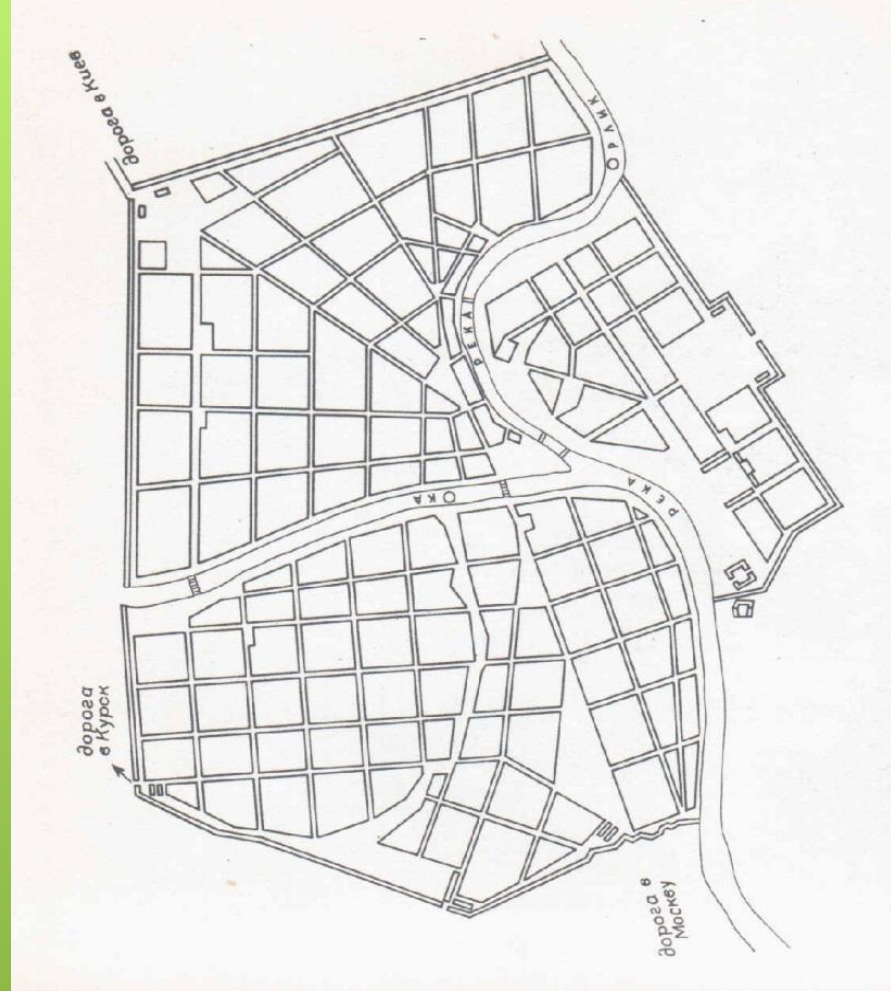 дорога в Киев
РЕКА ОРЛИК
РЕКА ОКА
дорога
в Курск
дорога в
Москву